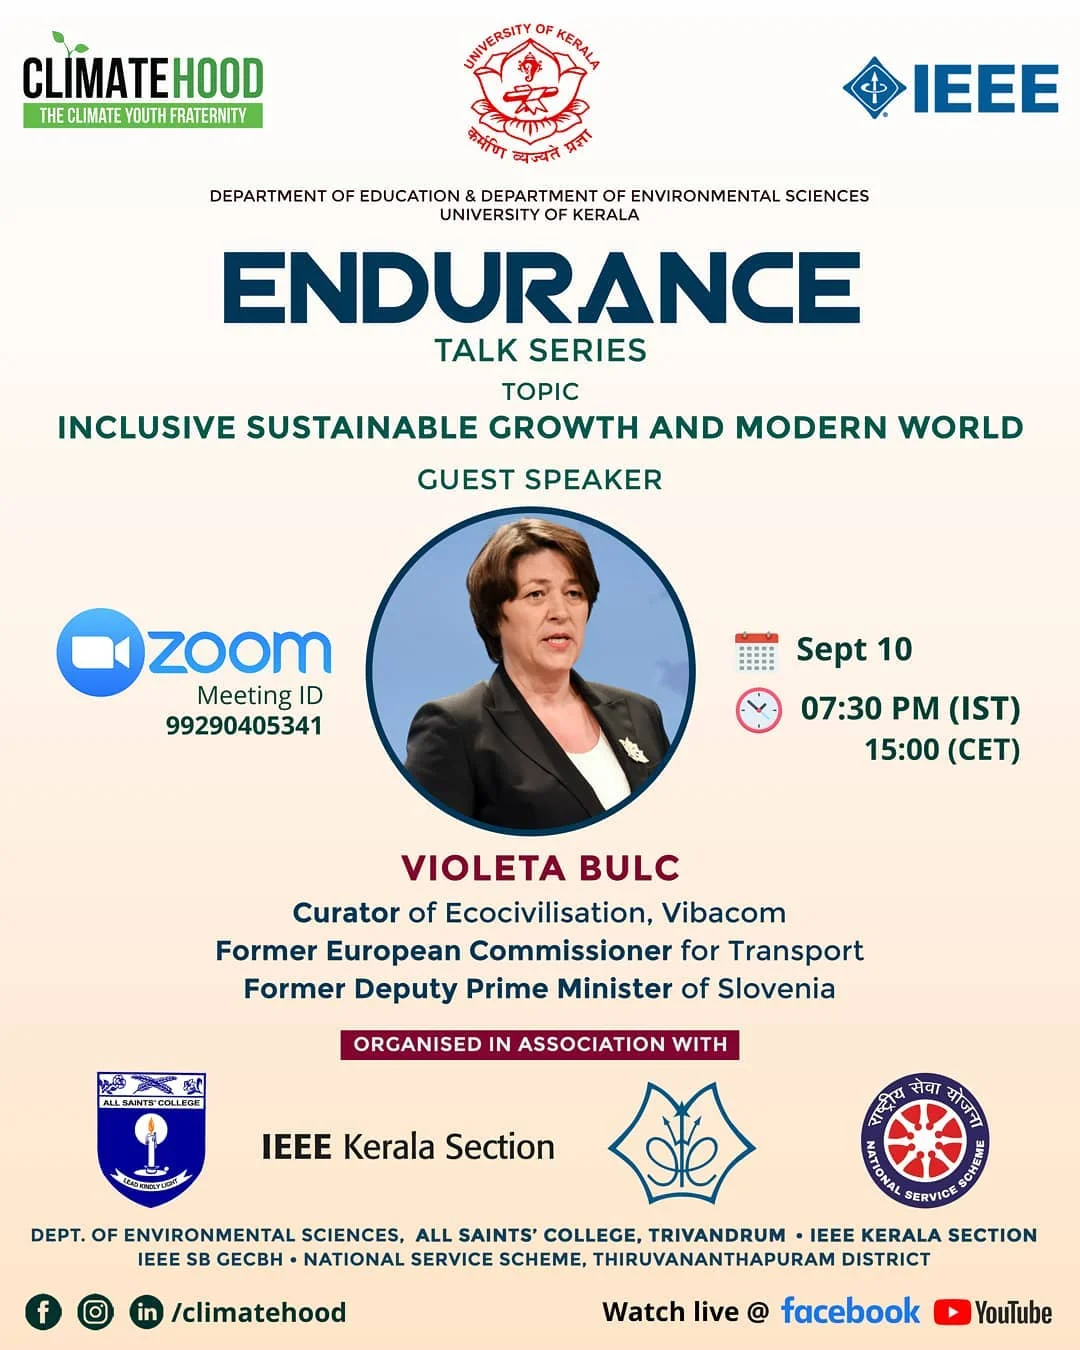 CLIMATEHOOD
THE CLIMATE YOUTH FRATERNITY
UNIVERSITY OF KERALA
कर्मणि व्यज्यते प्रज्ञा
IEEE
DEPARTMENT OF EDUCATION & DEPARTMENT OF ENVIRONMENTAL SCIENCES
UNIVERSITY OF KERALA
ENDURANCE
TALK SERIES
TOPIC
INCLUSIVE SUSTAINABLE GROWTH AND MODERN WORLD
GUEST SPEAKER
zoom
Meeting ID
99290405341
Sept 10
07:30 PM (IST)
15:00 (CET)
VIOLETA BULC
Curator of Ecocivilisation, Vibacom
Former European Commissioner for Transport
Former Deputy Prime Minister of Slovenia
ORGANISED IN ASSOCIATION WITH
ALL SAINTS' COLLEGE
LEAD KINDLY LIGHT
IEEE Kerala Section
राष्ट्रीय सेवा योजना
NATIONAL SERVICE SCHEME
DEPT. OF ENVIRONMENTAL SCIENCES, ALL SAINTS' COLLEGE, TRIVANDRUM • IEEE KERALA SECTION
IEEE SB GECBH • NATIONAL SERVICE SCHEME, THIRUVANANTHAPURAM DISTRICT
/climatehood
Watch live @ facebook YouTube